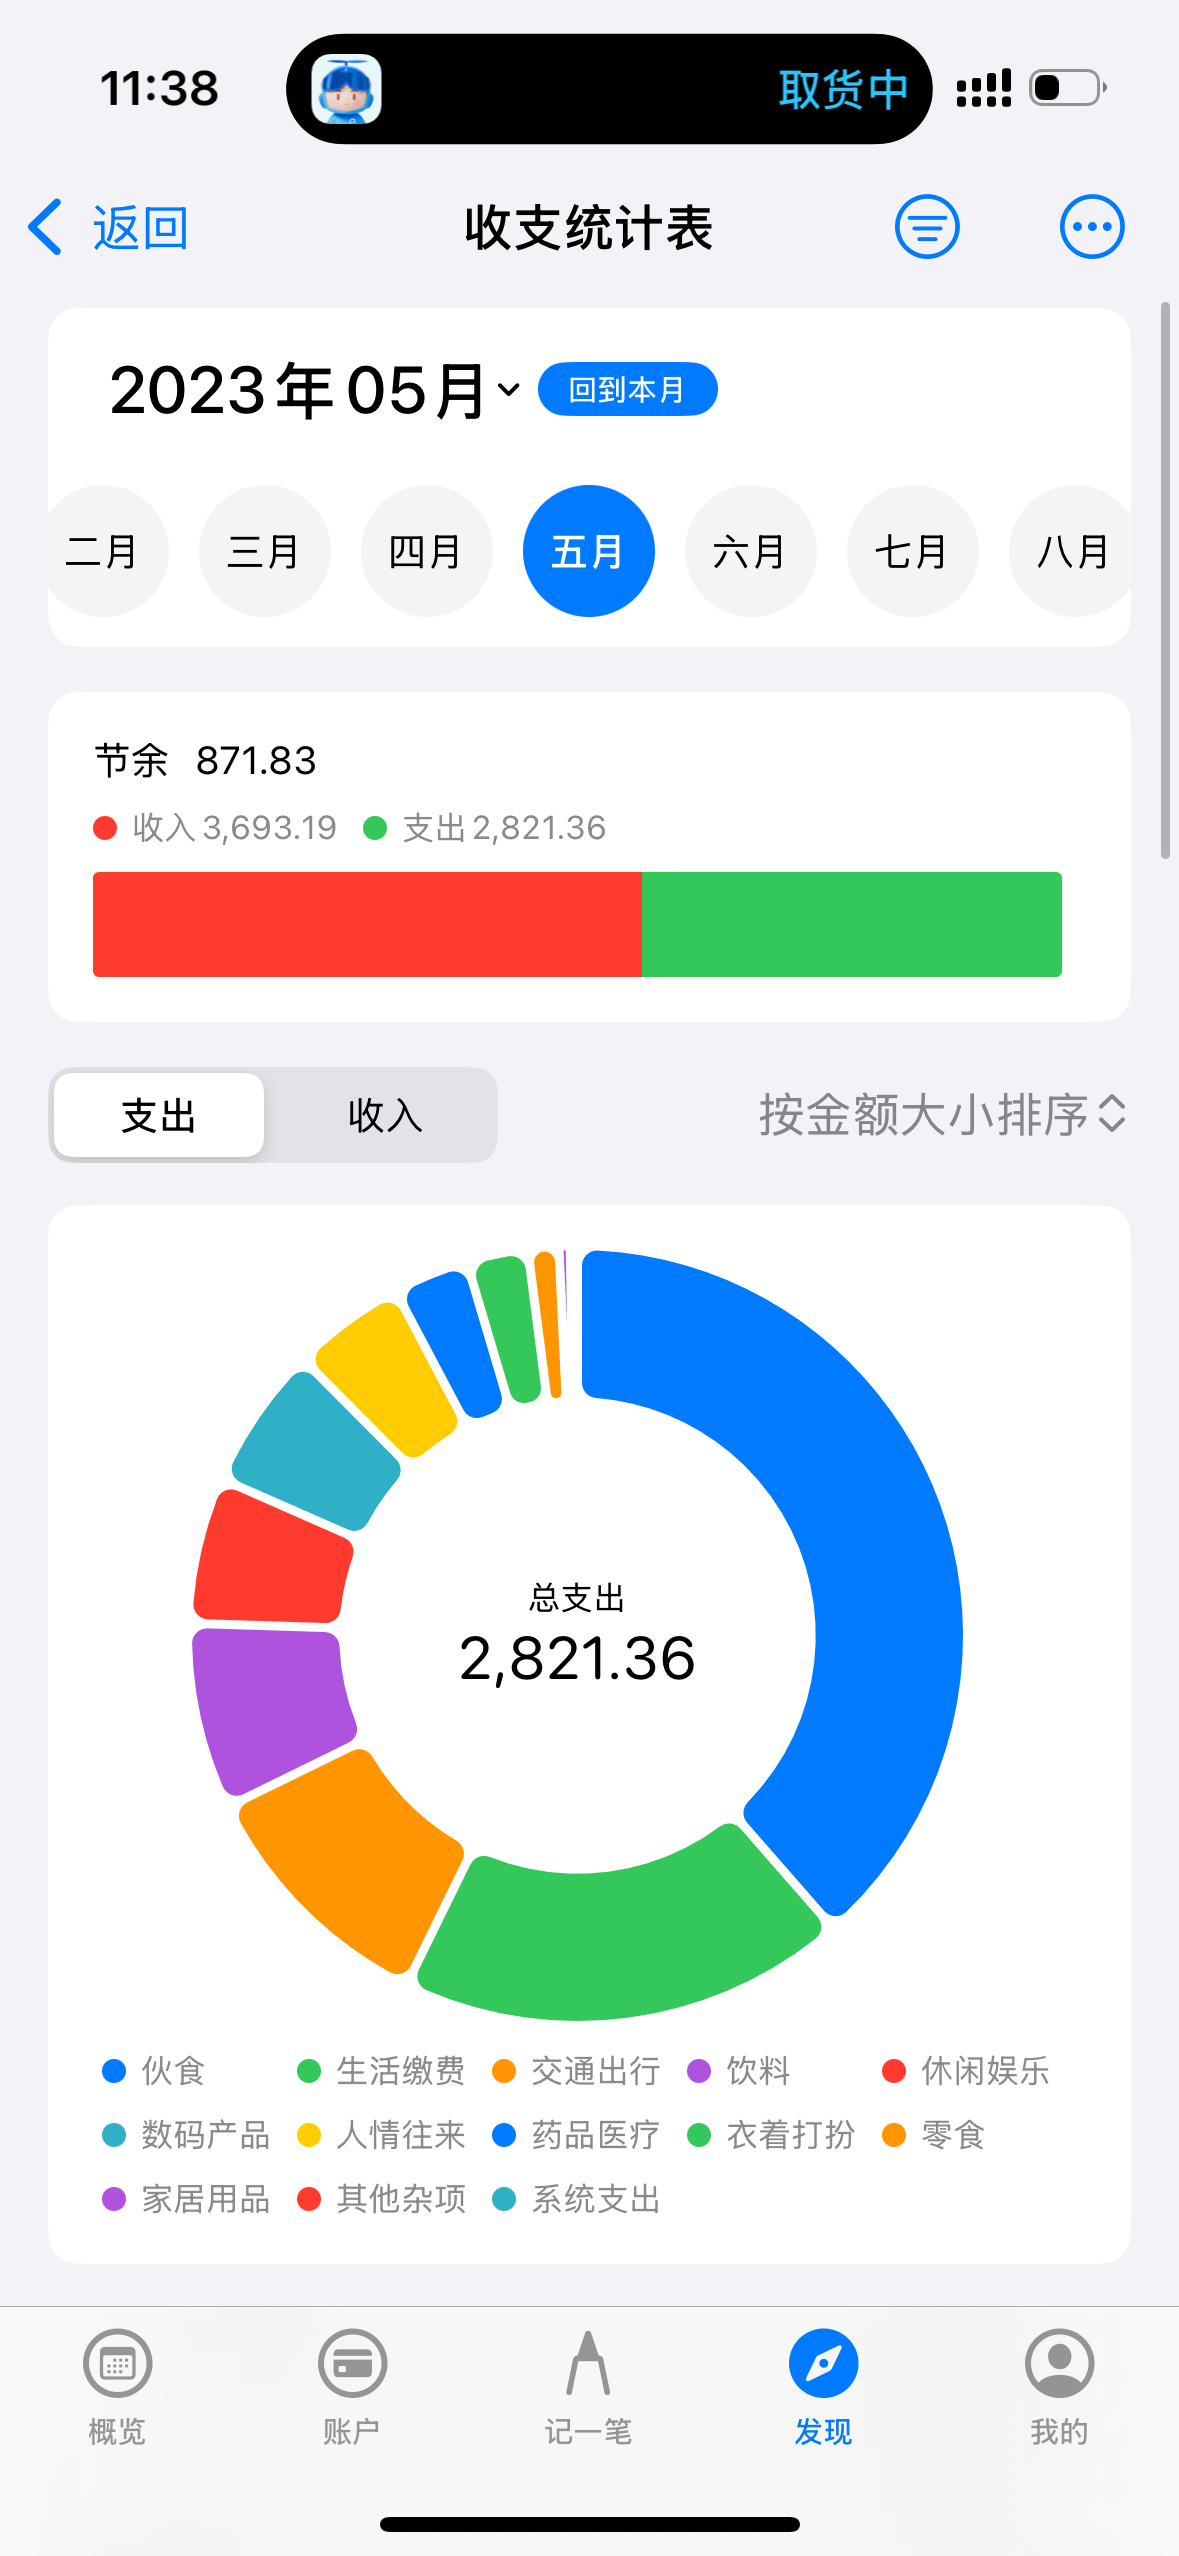 11:38
取货中
返回
收支统计表
2023年05月
回到本月
二月 三月 四月 五月 六月 七月 八月
节余 871.83
收入 3,693.19 支出 2,821.36
支出 收入 按金额大小排序
总支出
2,821.36
伙食 生活缴费 交通出行 饮料 休闲娱乐
数码产品 人情往来 药品医疗 衣着打扮 零食
家居用品 其他杂项 系统支出
概览 账户 记一笔 发现 我的